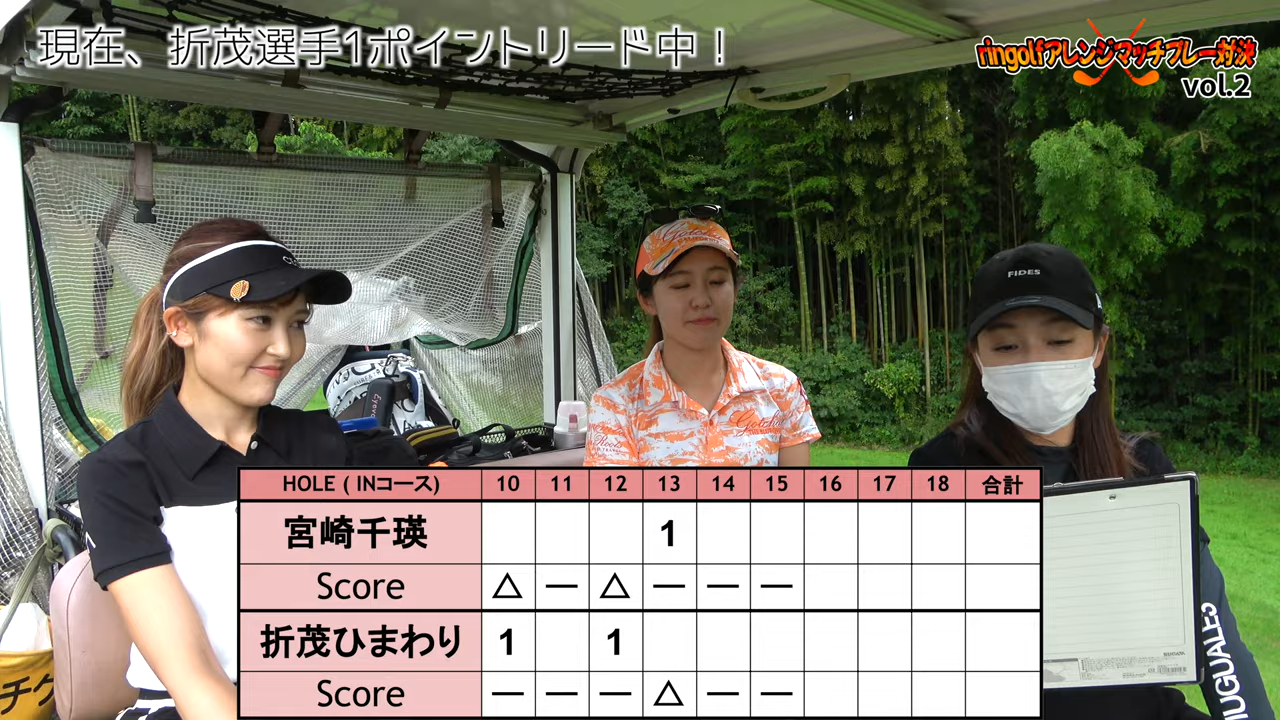 現在、折茂選手1ポイントリード中！
ringolfアレンジマッチプレー対決
vol.2
FIDES
HOLE ( INコース) 10 11 12 13 14 15 16 17 18 合計
宮崎千瑛 1
Score △ — △ — — —
折茂ひまわり 1 1
Score — — — △ — —
UGUALE3